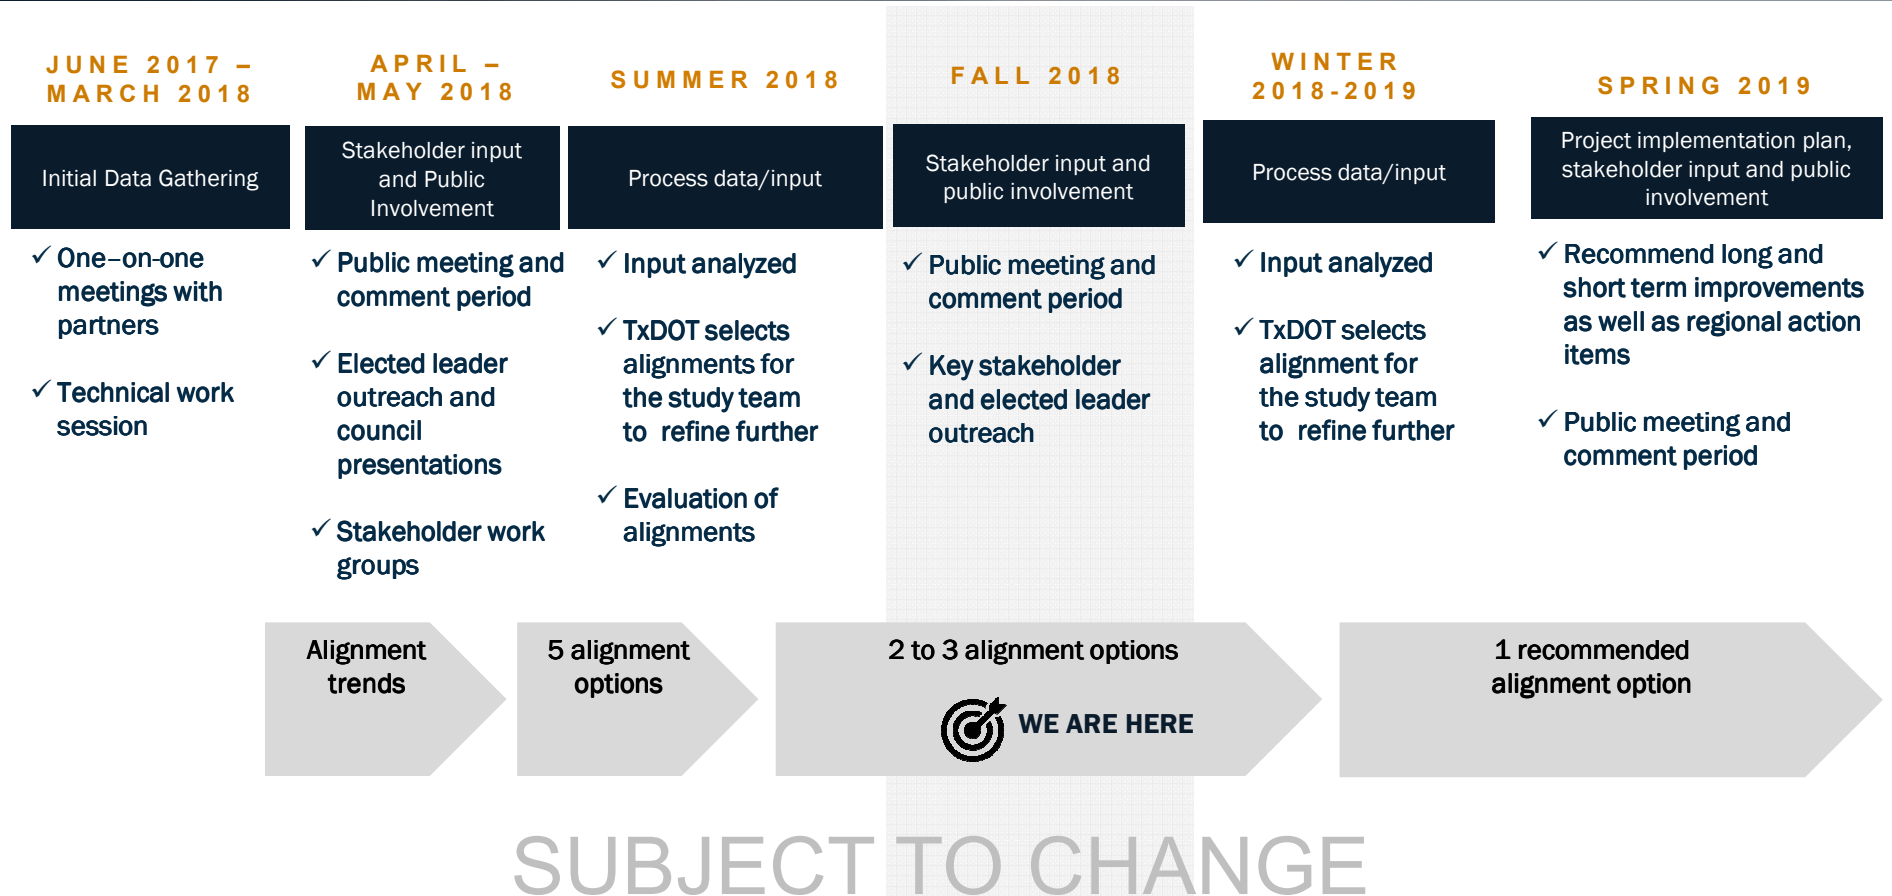 JUNE 2017 –
MARCH 2018
Initial Data Gathering
✓ One–on-one
meetings with
partners
✓ Technical work
session
APRIL –
MAY 2018
Stakeholder input
and Public
Involvement
✓ Public meeting and
comment period
✓ Elected leader
outreach and
council
presentations
✓ Stakeholder work
groups
SUMMER 2018
Process data/input
✓ Input analyzed
✓ TxDOT selects
alignments for
the study team
to refine further
✓ Evaluation of
alignments
FALL 2018
Stakeholder input and
public involvement
✓ Public meeting and
comment period
✓ Key stakeholder
and elected leader
outreach
WINTER
2018-2019
Process data/input
✓ Input analyzed
✓ TxDOT selects
alignment for
the study team
to refine further
SPRING 2019
Project implementation plan,
stakeholder input and public
involvement
✓ Recommend long and
short term improvements
as well as regional action
items
✓ Public meeting and
comment period
Alignment
trends
5 alignment
options
2 to 3 alignment options
WE ARE HERE
1 recommended
alignment option
SUBJECT TO CHANGE